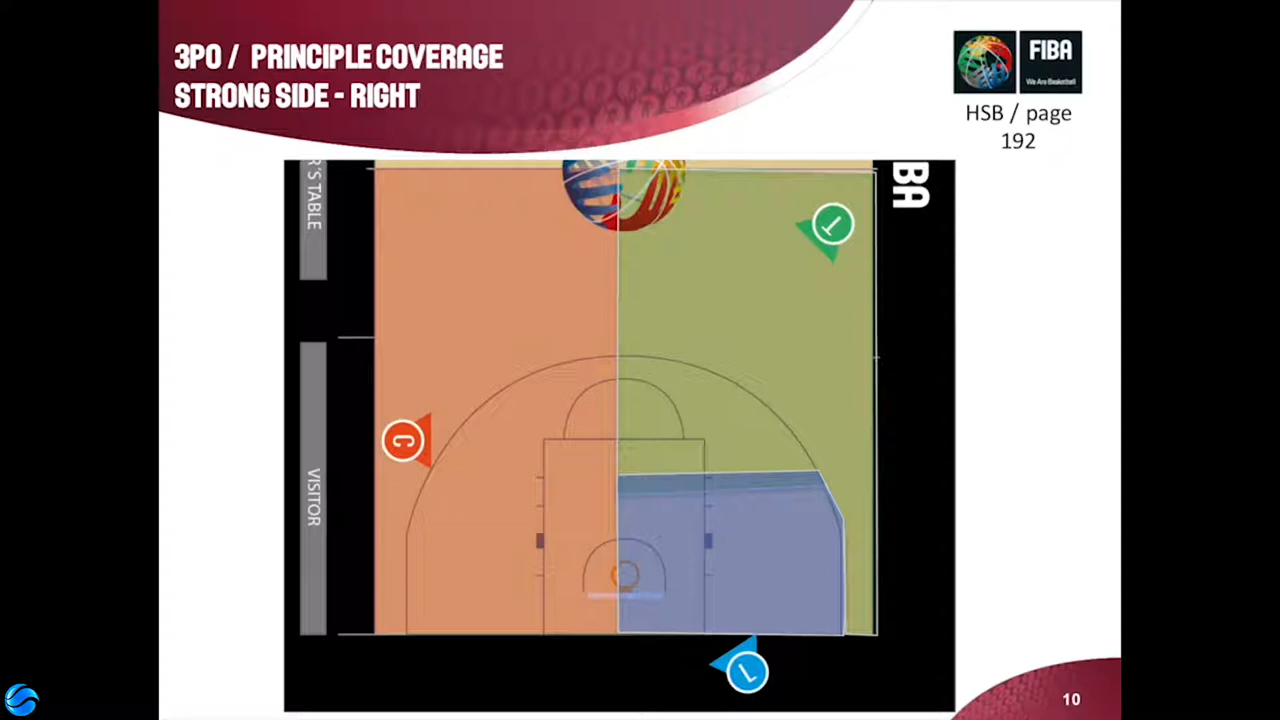 3PO / PRINCIPLE COVERAGE
STRONG SIDE - RIGHT
FIBA
We Are Basketball
HSB / page
192
R'S TABLE
BA
T
C
VISITOR
L
10